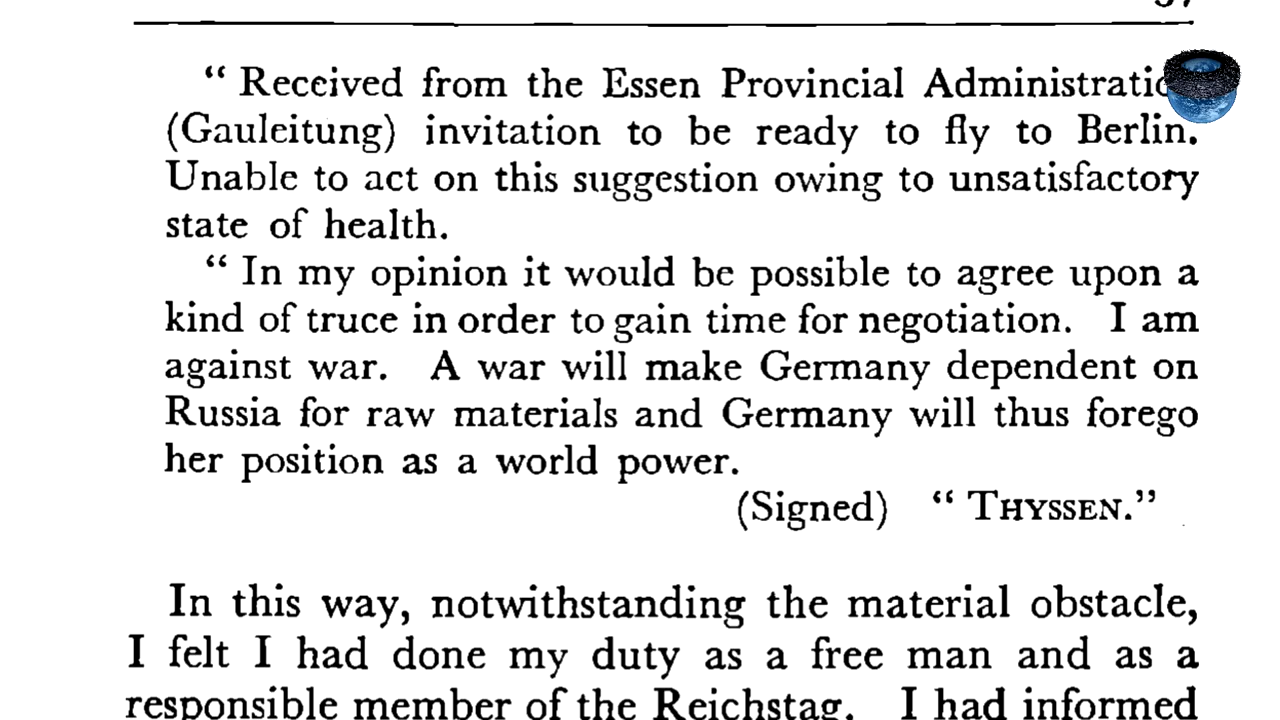 “ Received from the Essen Provincial
(Gauleitung) invitation to be ready to fly to Berlin.
Unable to act on this suggestion owing to unsatisfactory
state of health.
“ In my opinion it would be possible to agree upon a
kind of truce in order to gain time for negotiation. I am
against war. A war will make Germany dependent on
Russia for raw materials and Germany will thus forego
her position as a world power.
(Signed) “ THYSSEN.”
In this way, notwithstanding the material obstacle,
I felt I had done my duty as a free man and as a
responsible member of the Reichstag. I had informed